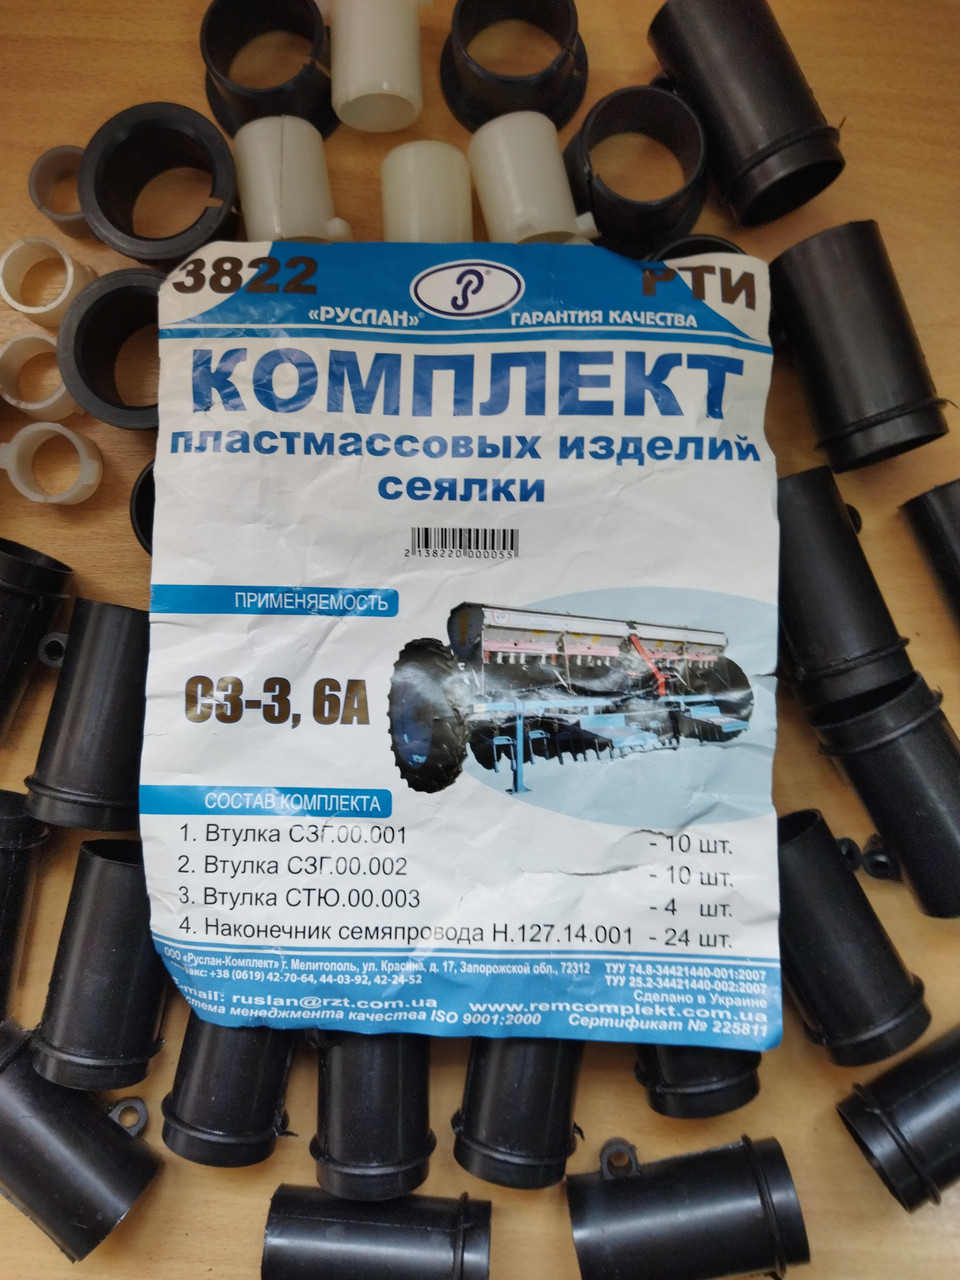 3822
РТИ
«РУСЛАН»®
ГАРАНТИЯ КАЧЕСТВА
КОМПЛЕКТ
пластмассовых изделий
сеялки
2 138220 000055
ПРИМЕНЯЕМОСТЬ
СЗ-3, 6А
СОСТАВ КОМПЛЕКТА
1. Втулка СЗГ.00.001 - 10 шт.
2. Втулка СЗГ.00.002 - 10 шт.
3. Втулка СТЮ.00.003 - 4 шт.
4. Наконечник семяпровода Н.127.14.001 - 24 шт.
ООО «Руслан-Комплект» г. Мелитополь, ул. Красина, д. 17, Запорожской обл., 72312
факс: +38 (0619) 42-70-64, 44-03-92, 42-24-52
ТУУ 74.8-34421440-001:2007
ТУУ 25.2-34421440-002:2007
Сделано в Украине
e-mail: ruslan@rzt.com.ua www.remcomplekt.com.ua
стема менеджмента качества ISO 9001:2000 Сертификат № 225811